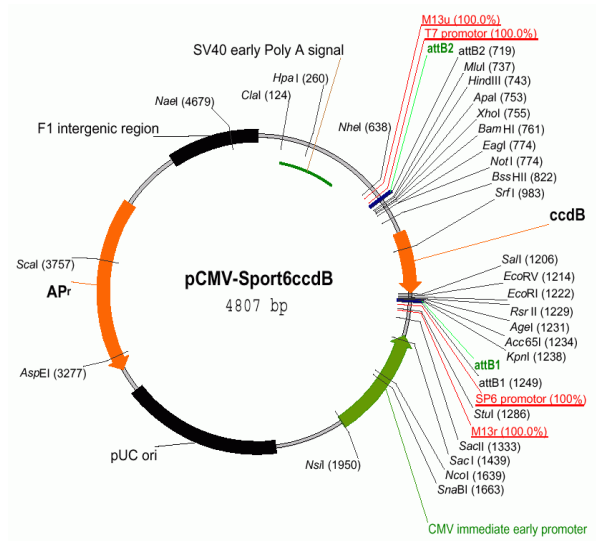 M13u (100.0%)
T7 promotor (100.0%)
SV40 early Poly A signal
attB2
attB2 (719)
MluI (737)
HpaI (260)
HindIII (743)
ClaI (124)
ApaI (753)
NaeI (4679)
XhoI (755)
NheI (638)
BamHI (761)
F1 intergenic region
EagI (774)
NotI (774)
BssHII (822)
SrfI (983)
ccdB
ScaI (3757)
SalI (1206)
pCMV-Sport6ccdB
EcoRV (1214)
APr
4807 bp
EcoRI (1222)
RsrII (1229)
AgeI (1231)
Acc65I (1234)
KpnI (1238)
attB1
AspEI (3277)
attB1 (1249)
SP6 promotor (100%)
StuI (1286)
M13r (100.0%)
SacII (1333)
pUC ori
NsiI (1950)
SacI (1439)
NcoI (1639)
SnaBI (1663)
CMV immediate early promoter